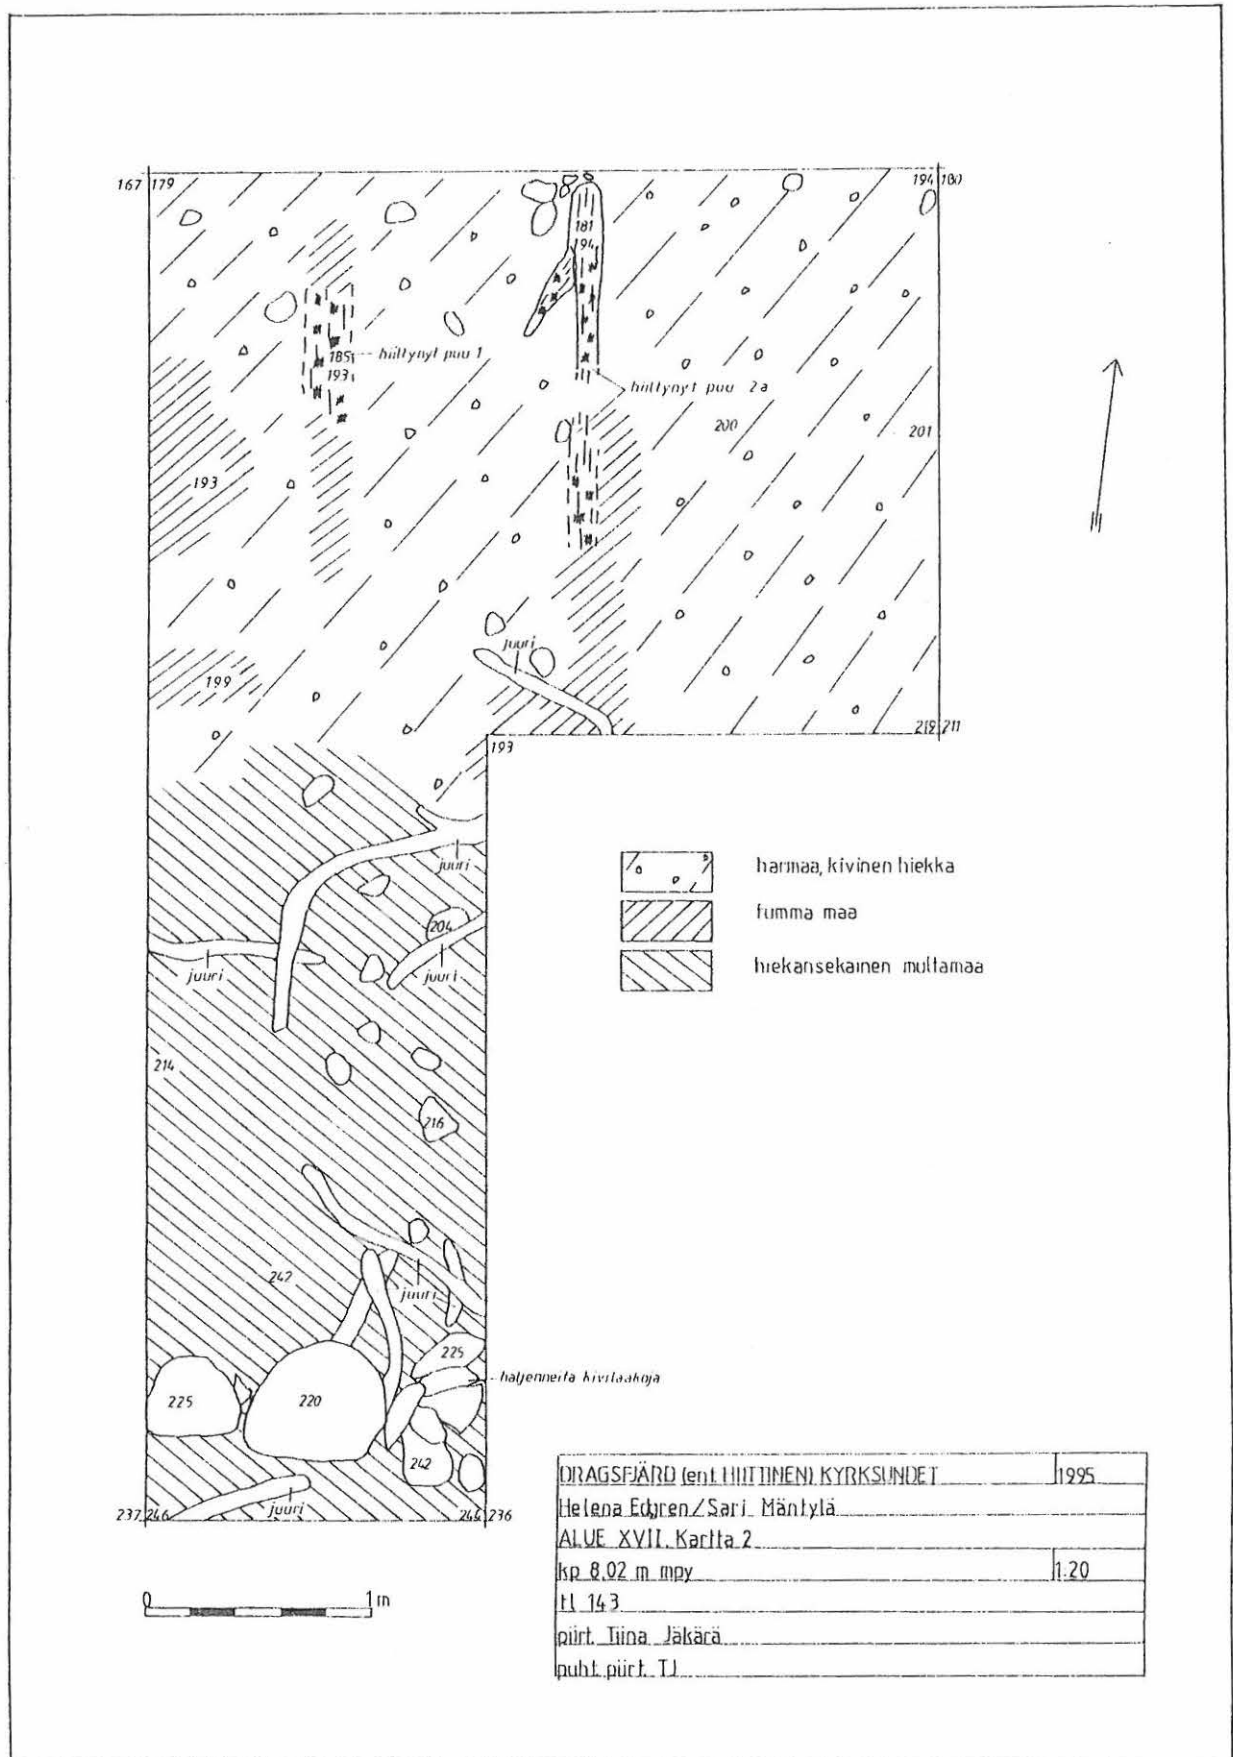 167 179
194 180
181
194
185
193
hiiltynyt puu 1
hiiltynyt puu 2a
200
201
193
199
juuri
219 211
193
juuri
204
juuri
juuri
214
216
242
juuri
225
haljenneita kivilaakoja
225
220
242
237 246
juuri
244 236
harmaa, kivinen hiekka
tumma maa
hiekansekainen multamaa
0 1m
DRAGSFJÄRD (ent. HIITTINEN) KYRKSUNDET 1995
Helena Edgren/Sari Mäntylä
ALUE XVII. Kartta 2
kp 8,02 m mpy 1:20
tl 143
piirt. Tiina Jäkärä
puht. piirt. TJ